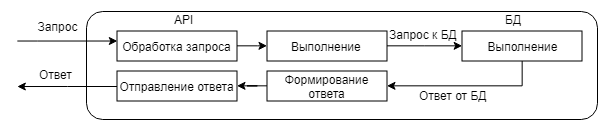 API
БД
Запрос
Обработка запроса
Выполнение
Запрос к БД
Выполнение
Ответ
Отправление ответа
Формирование
ответа
Ответ от БД